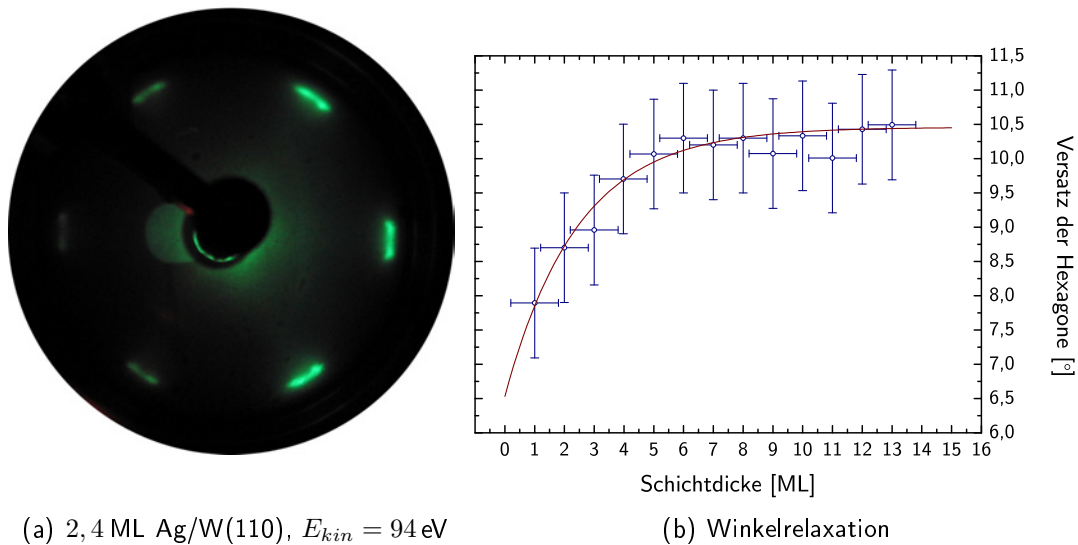 11,5
11,0
10,5
10,0
9,5
9,0
8,5
8,0
7,5
7,0
6,5
6,0
Versatz der Hexagone [°]
0 1 2 3 4 5 6 7 8 9 10 11 12 13 14 15 16
Schichtdicke [ML]
(a) 2,4 ML Ag/W(110), E_kin = 94 eV
(b) Winkelrelaxation